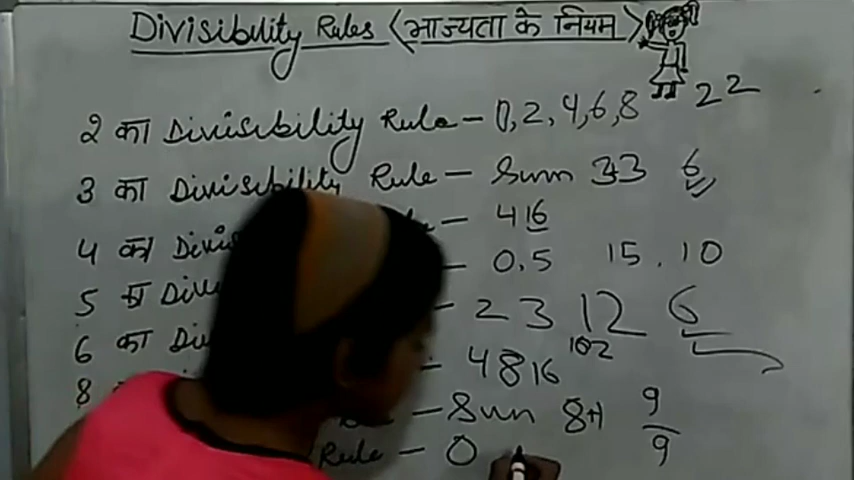 Divisibility Rules <भाज्यता के नियम>
2 का Divisibility Rule - 0, 2, 4, 6, 8 22
3 का Divisibility Rule - Sum 33 6
4 का - 416
5 - 0.5 15.10
6 का - 2 3 12 6
102
8 - 4816
- Sum 8+1 9/9
Rule - 0